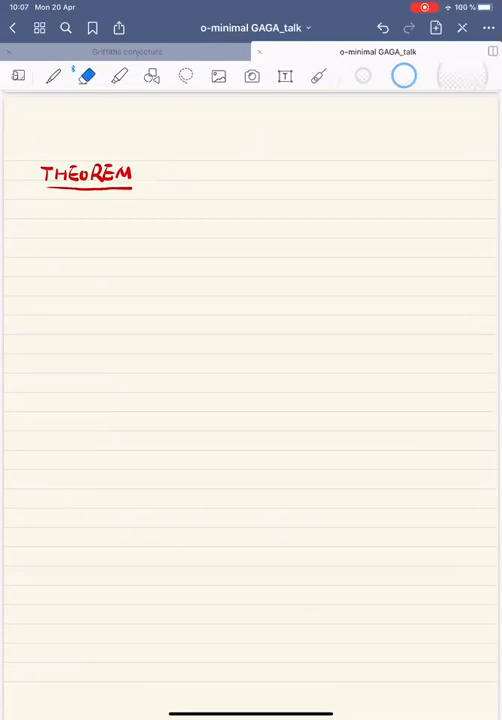 10:07 Mon 20 Apr 100 %
o-minimal GAGA_talk
Griffiths conjecture
o-minimal GAGA_talk
THEOREM